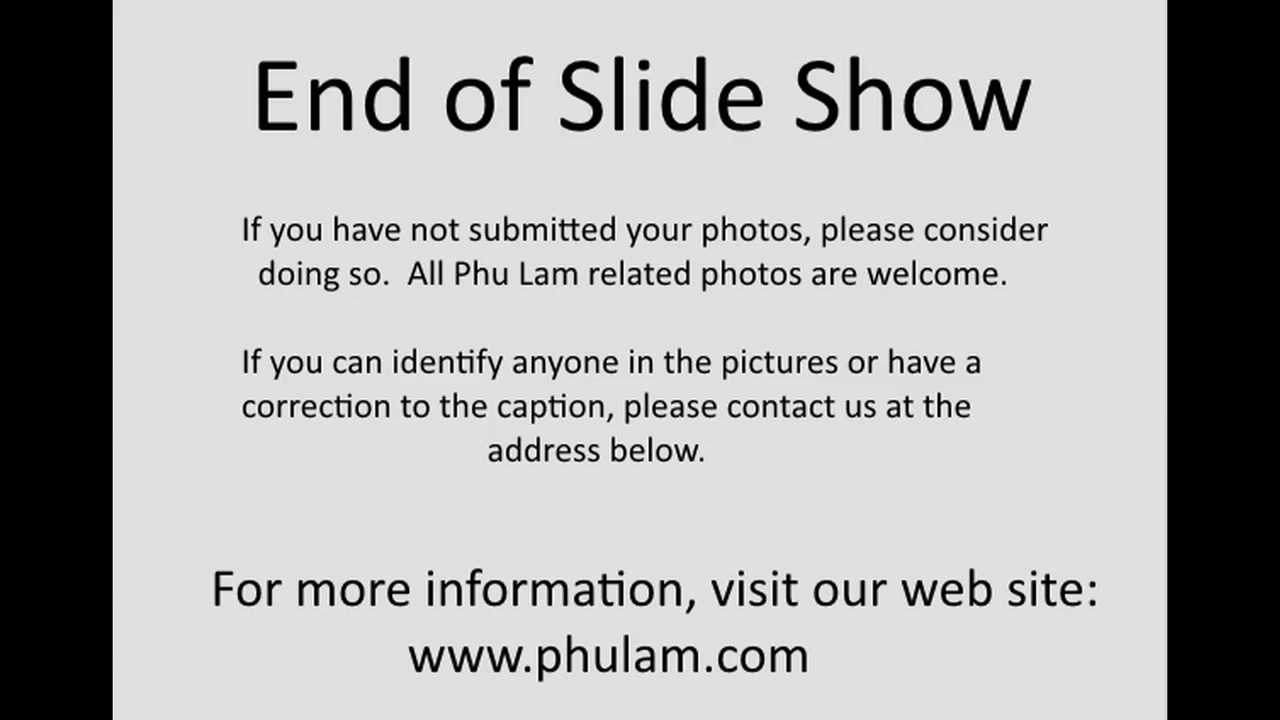 End of Slide Show
If you have not submitted your photos, please consider
doing so.  All Phu Lam related photos are welcome.
If you can identify anyone in the pictures or have a
correction to the caption, please contact us at the
address below.
For more information, visit our web site:
www.phulam.com